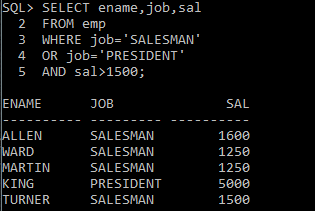 SQL> SELECT ename,job,sal
  2  FROM emp
  3  WHERE job='SALESMAN'
  4  OR job='PRESIDENT'
  5  AND sal>1500;
ENAME      JOB              SAL
---------- --------- ----------
ALLEN      SALESMAN        1600
WARD       SALESMAN        1250
MARTIN     SALESMAN        1250
KING       PRESIDENT       5000
TURNER     SALESMAN        1500